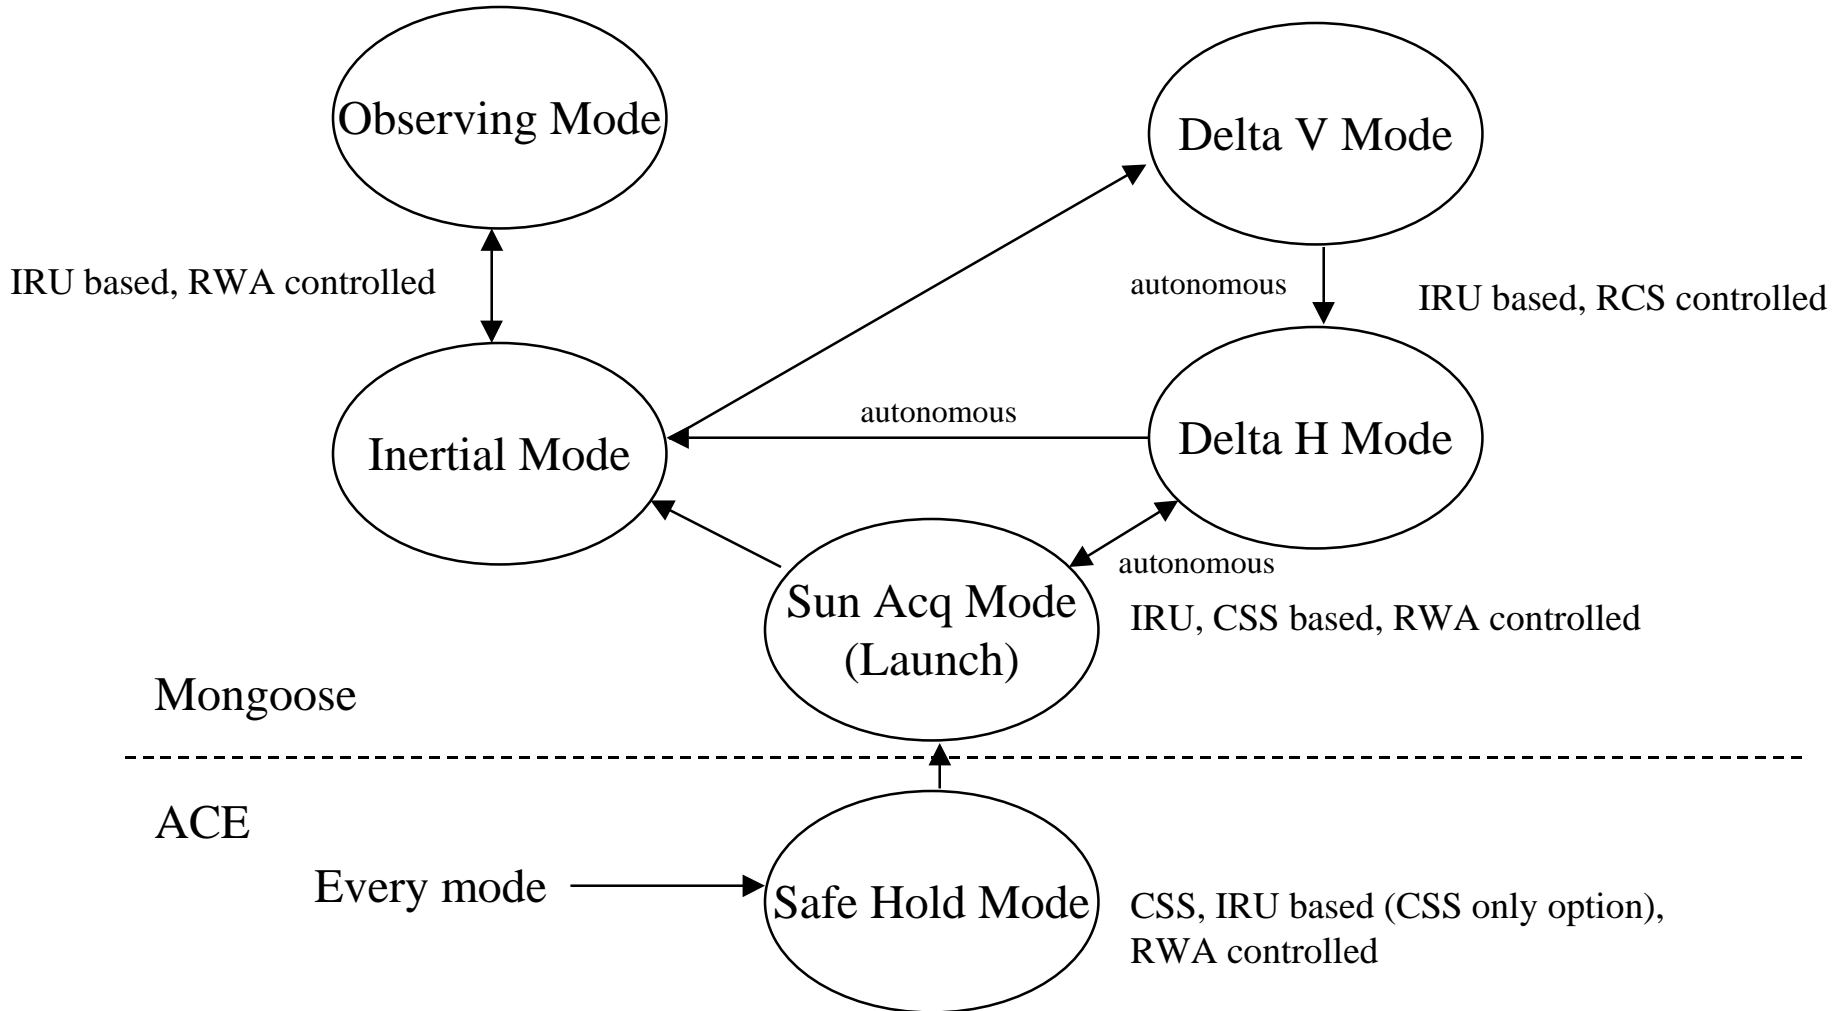 Observing Mode
Delta V Mode
IRU based, RWA controlled
autonomous
IRU based, RCS controlled
autonomous
Inertial Mode
Delta H Mode
autonomous
Sun Acq Mode
(Launch)
IRU, CSS based, RWA controlled
Mongoose
ACE
Every mode
Safe Hold Mode
CSS, IRU based (CSS only option),
RWA controlled